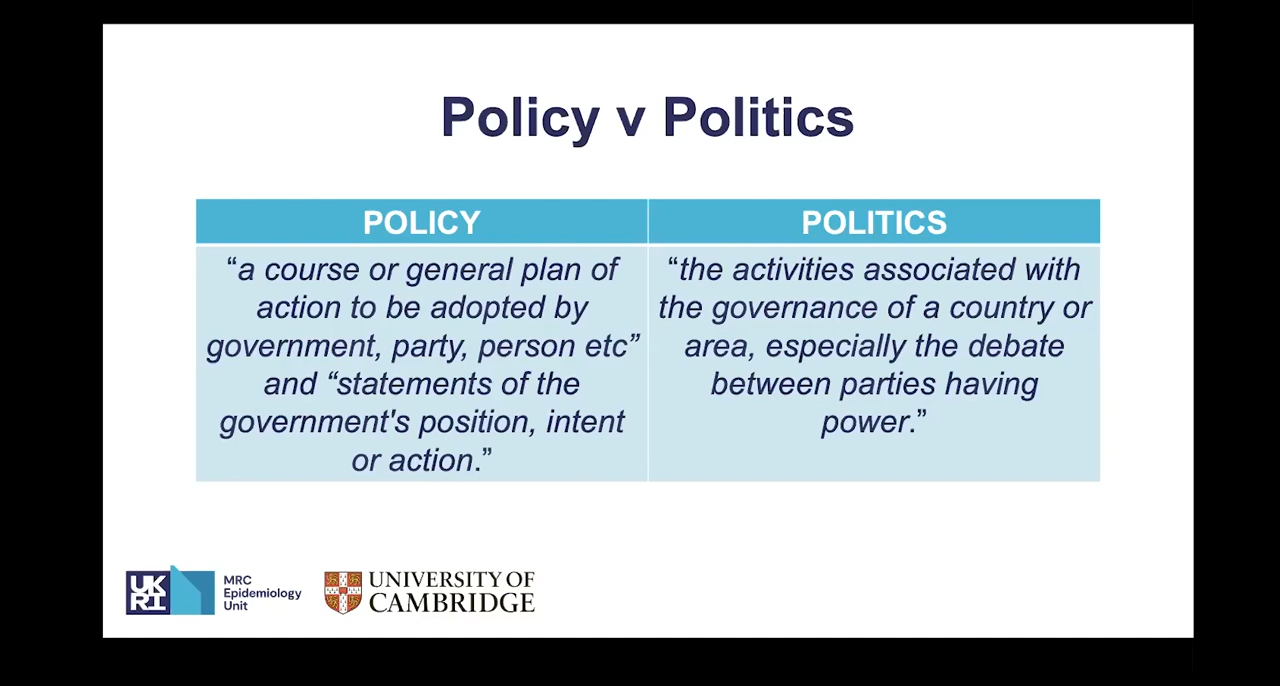 Policy v Politics
POLICY
“a course or general plan of
action to be adopted by
government, party, person etc”
and “statements of the
government's position, intent
or action.”
POLITICS
“the activities associated with
the governance of a country or
area, especially the debate
between parties having
power.”
UK
RI
MRC
Epidemiology
Unit
UNIVERSITY OF
CAMBRIDGE